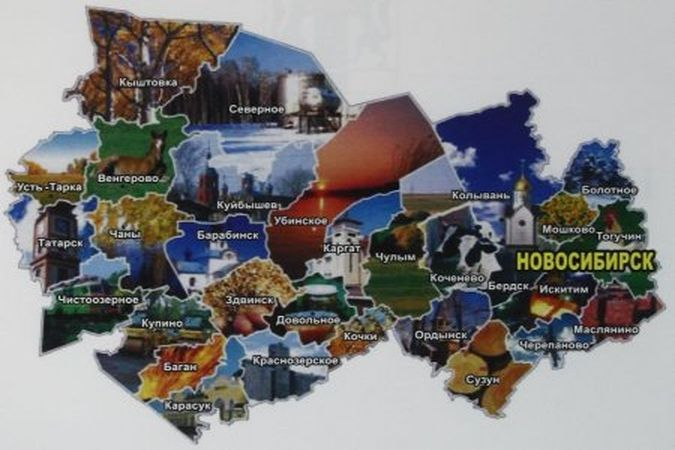 Кыштовка
Северное
Усть-Тарка
Венгерово
Куйбышев
Убинское
Колывань
Болотное
Татарск
Чаны
Барабинск
Каргат
Чулым
Коченево
Мошково
Тогучин
НОВОСИБИРСК
Бердск
Искитим
Чистоозерное
Купино
Здвинск
Довольное
Кочки
Ордынск
Маслянино
Черепаново
Баган
Краснозерское
Сузун
Карасук